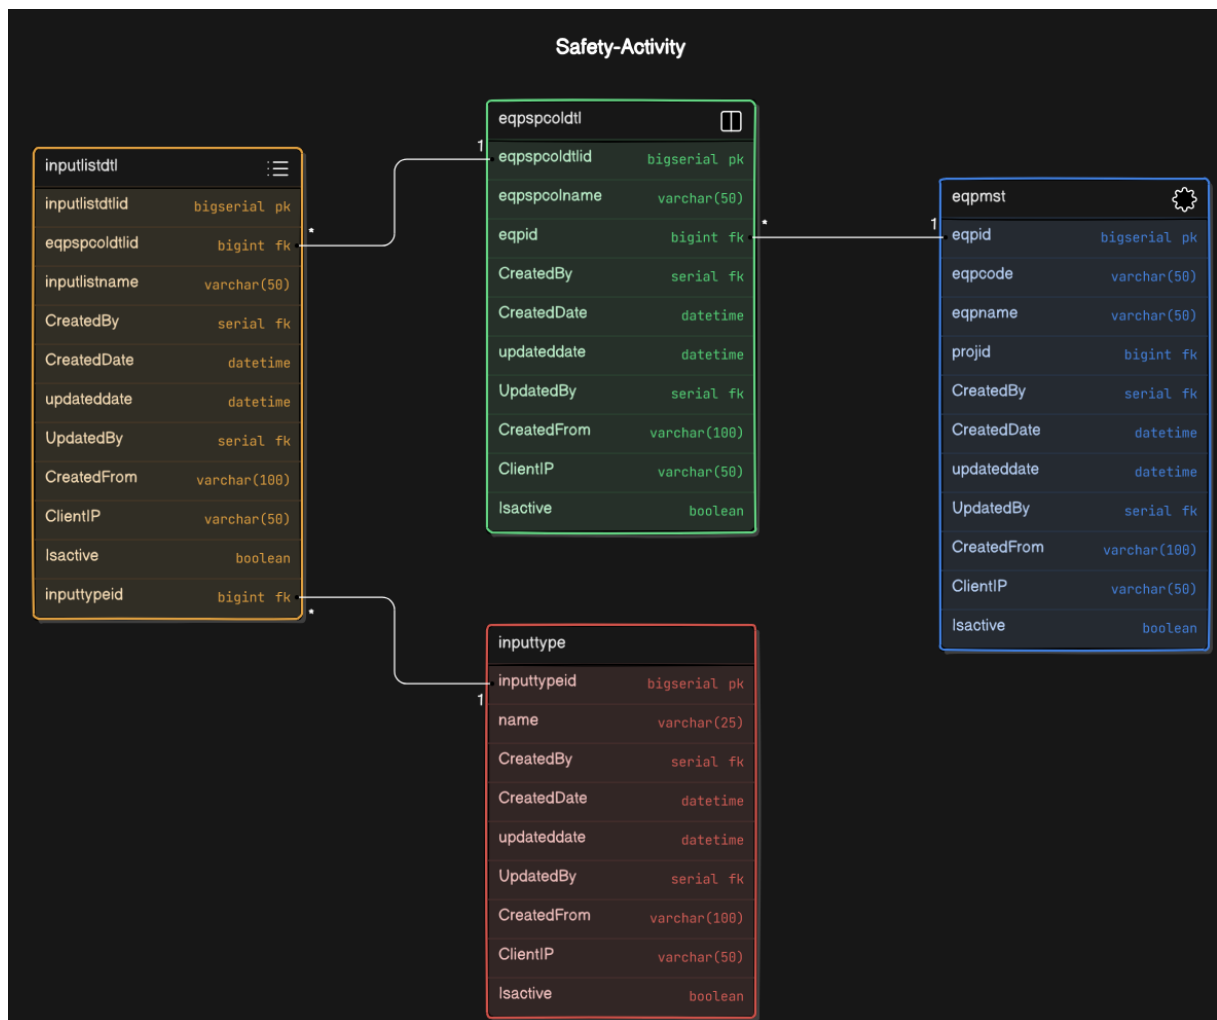 Safety-Activity
inputlistdtl
inputlistdtlid bigserial pk
eqpspcoldtlid bigint fk
inputlistname varchar(50)
CreatedBy serial fk
CreatedDate datetime
updateddate datetime
UpdatedBy serial fk
CreatedFrom varchar(100)
ClientIP varchar(50)
Isactive boolean
inputtypeid bigint fk
*
*
1
eqpspcoldtl
eqpspcoldtlid bigserial pk
eqpspcolname varchar(50)
eqpid bigint fk
CreatedBy serial fk
CreatedDate datetime
updateddate datetime
UpdatedBy serial fk
CreatedFrom varchar(100)
ClientIP varchar(50)
Isactive boolean
*
1
eqpmst
eqpid bigserial pk
eqpcode varchar(50)
eqpname varchar(50)
projid bigint fk
CreatedBy serial fk
CreatedDate datetime
updateddate datetime
UpdatedBy serial fk
CreatedFrom varchar(100)
ClientIP varchar(50)
Isactive boolean
1
inputtype
inputtypeid bigserial pk
name varchar(25)
CreatedBy serial fk
CreatedDate datetime
updateddate datetime
UpdatedBy serial fk
CreatedFrom varchar(100)
ClientIP varchar(50)
Isactive boolean